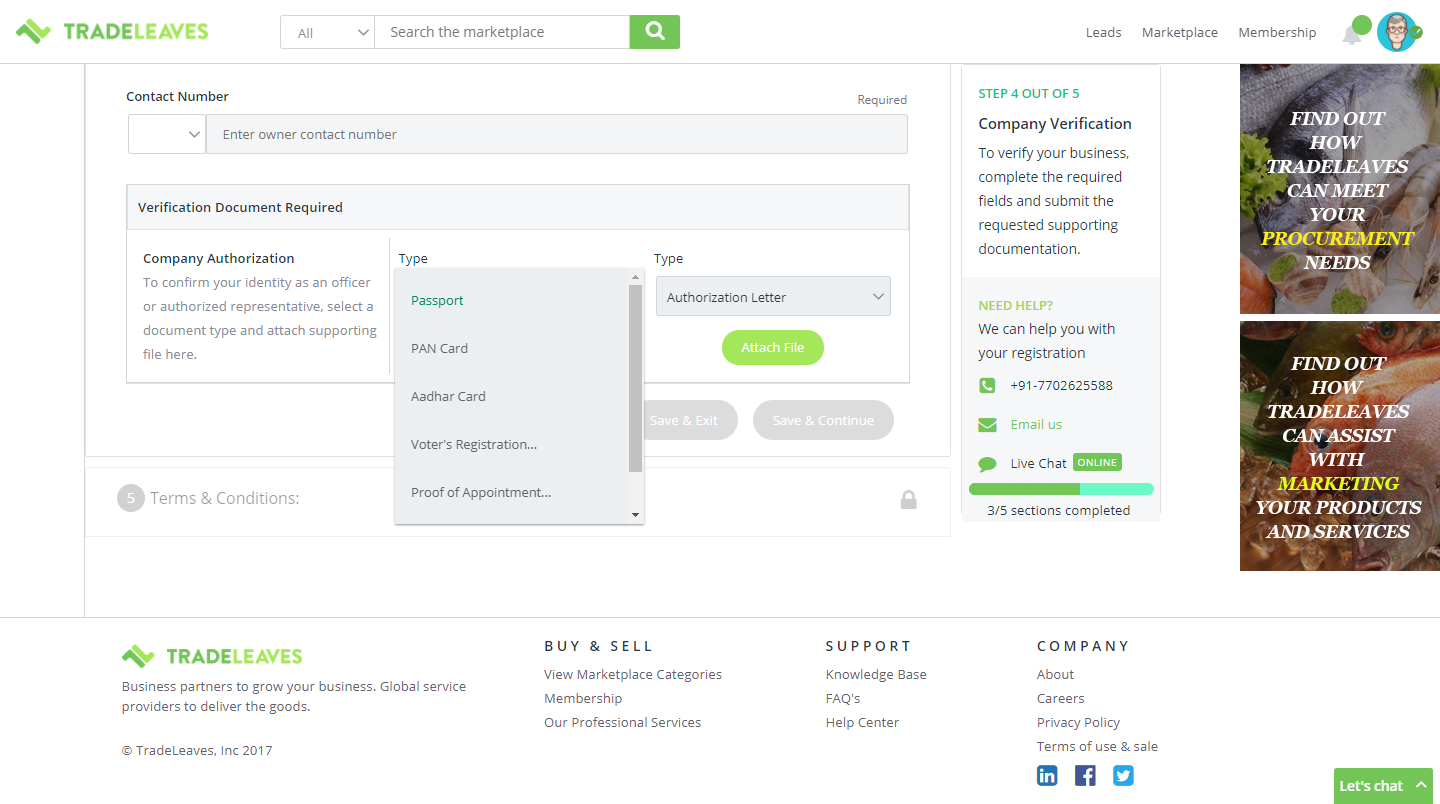 TRADELEAVES
All
Search the marketplace
Leads
Marketplace
Membership
Contact Number
Required
Enter owner contact number
Verification Document Required
Company Authorization
To confirm your identity as an officer
or authorized representative, select a
document type and attach supporting
file here.
Type
Passport
PAN Card
Aadhar Card
Voter's Registration...
Proof of Appointment...
Type
Authorization Letter
Attach File
Save & Exit
Save & Continue
5 Terms & Conditions:
STEP 4 OUT OF 5
Company Verification
To verify your business,
complete the required
fields and submit the
requested supporting
documentation.
NEED HELP?
We can help you with
your registration
+91-7702625588
Email us
Live Chat ONLINE
3/5 sections completed
FIND OUT
HOW
TRADELEAVES
CAN MEET
YOUR
PROCUREMENT
NEEDS
FIND OUT
HOW
TRADELEAVES
CAN ASSIST
WITH
MARKETING
YOUR PRODUCTS
AND SERVICES
TRADELEAVES
Business partners to grow your business. Global service
providers to deliver the goods.
© TradeLeaves, Inc 2017
BUY & SELL
View Marketplace Categories
Membership
Our Professional Services
SUPPORT
Knowledge Base
FAQ's
Help Center
COMPANY
About
Careers
Privacy Policy
Terms of use & sale
Let's chat